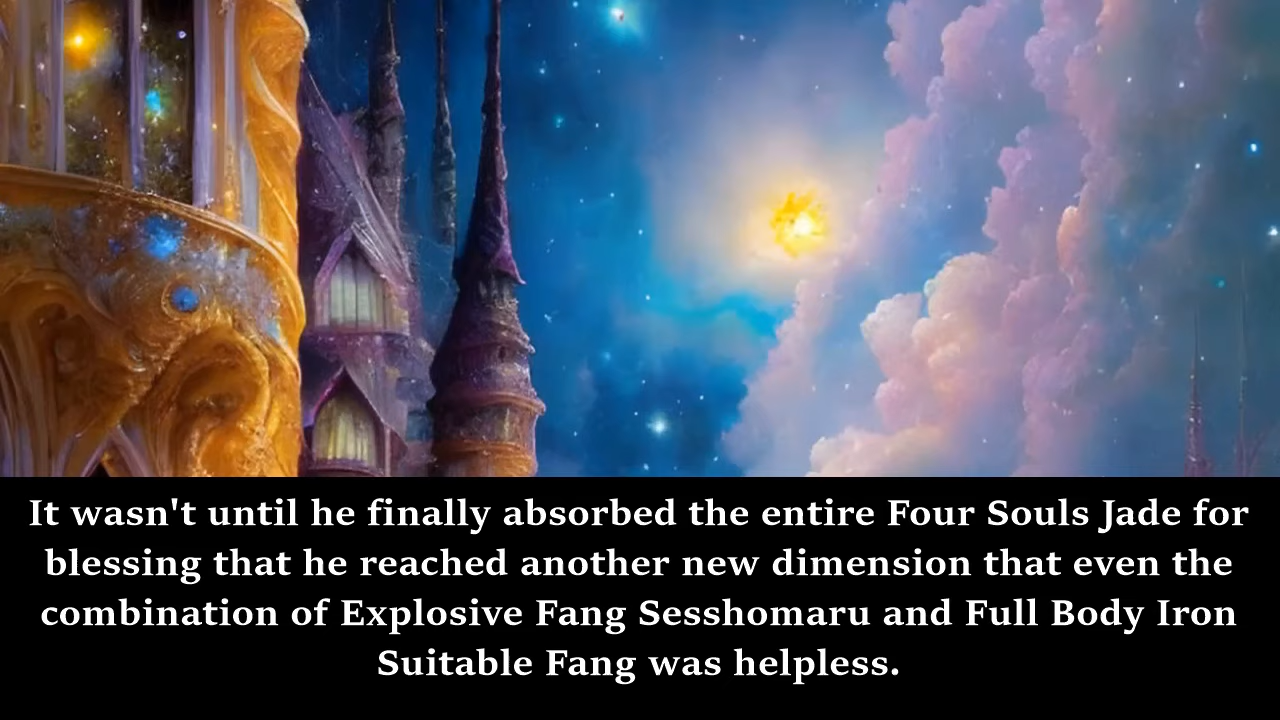 It wasn't until he finally absorbed the entire Four Souls Jade for
blessing that he reached another new dimension that even the
combination of Explosive Fang Sesshomaru and Full Body Iron
Suitable Fang was helpless.